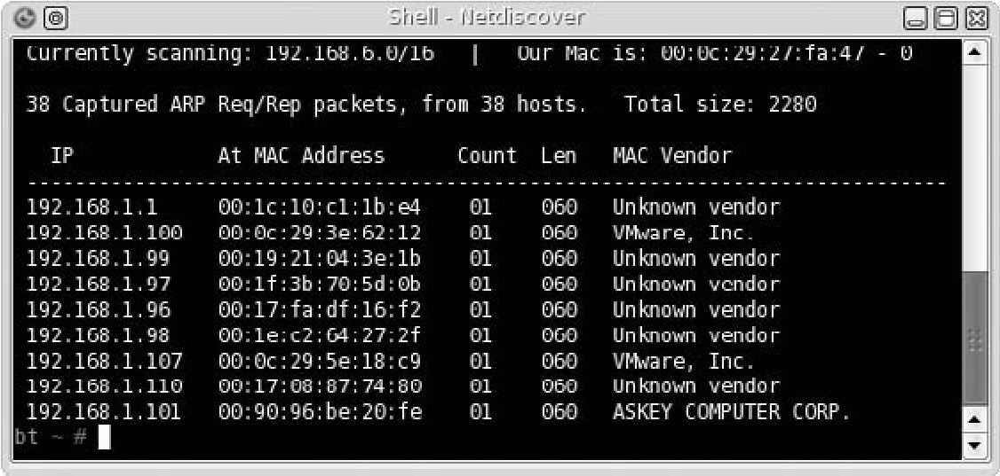 Shell - Netdiscover
Currently scanning: 192.168.6.0/16 | Our Mac is: 00:0c:29:27:fa:47 - 0
38 Captured ARP Req/Rep packets, from 38 hosts. Total size: 2280
IP At MAC Address Count Len MAC Vendor
-----------------------------------------------------------------------------
192.168.1.1 00:1c:10:c1:1b:e4 01 060 Unknown vendor
192.168.1.100 00:0c:29:3e:62:12 01 060 VMware, Inc.
192.168.1.99 00:19:21:04:3e:1b 01 060 Unknown vendor
192.168.1.97 00:1f:3b:70:5d:0b 01 060 Unknown vendor
192.168.1.96 00:17:fa:df:16:f2 01 060 Unknown vendor
192.168.1.98 00:1e:c2:64:27:2f 01 060 Unknown vendor
192.168.1.107 00:0c:29:5e:18:c9 01 060 VMware, Inc.
192.168.1.110 00:17:08:87:74:80 01 060 Unknown vendor
192.168.1.101 00:90:96:be:20:fe 01 060 ASKEY COMPUTER CORP.
bt ~ #